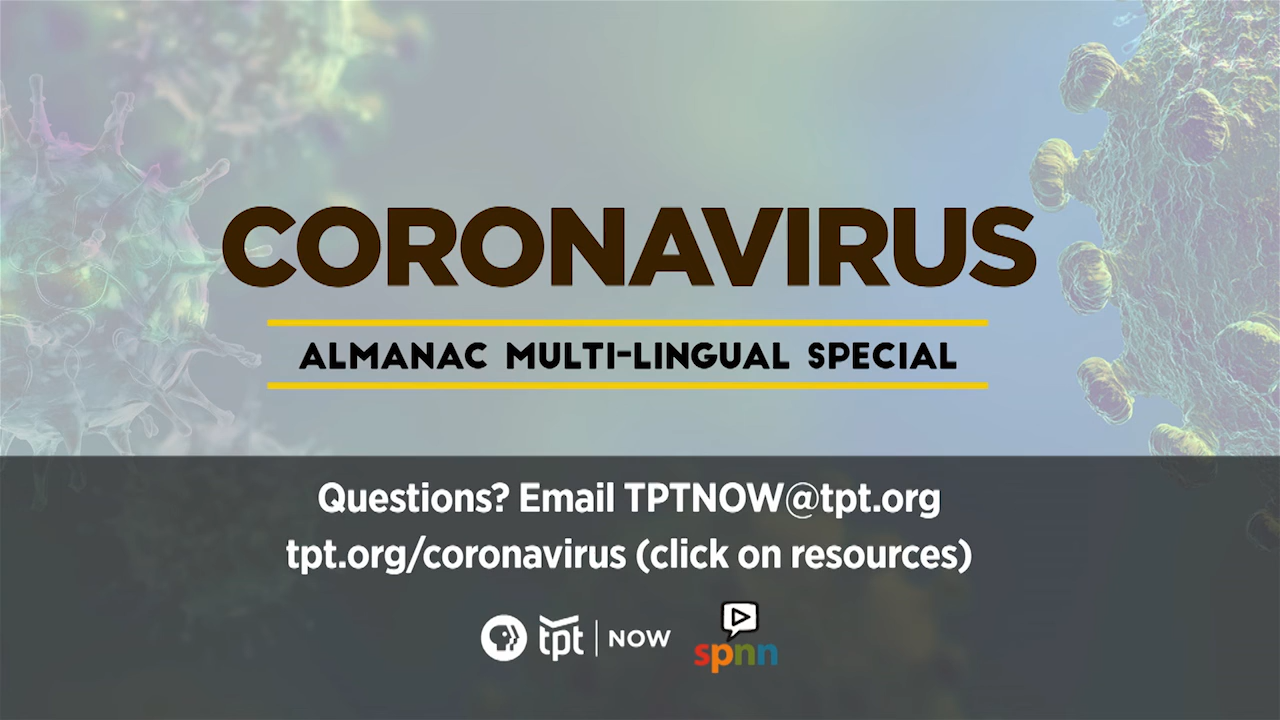 CORONAVIRUS
ALMANAC MULTI-LINGUAL SPECIAL
Questions? Email TPTNOW@tpt.org
tpt.org/coronavirus (click on resources)
tpt | NOW
spnn